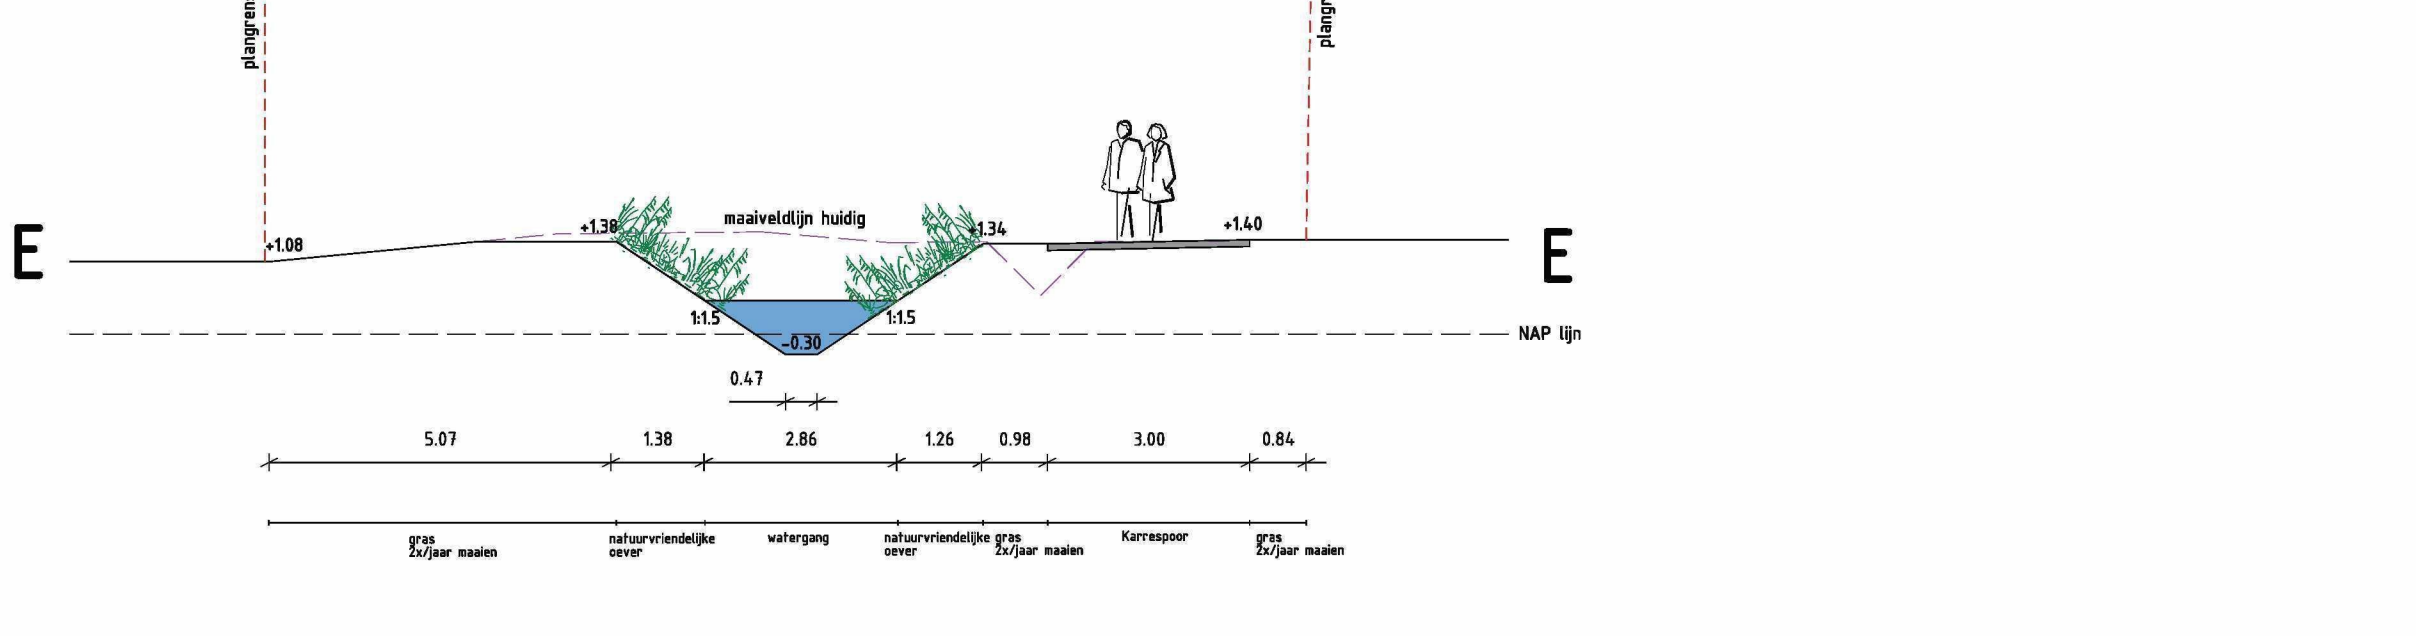 plangrens
plangr
maaiveldlijn huidig
+1.38
+1.34
+1.40
+1.08
E
E
1:1.5
1:1.5
NAP lijn
-0.30
0.47
5.07
1.38
2.86
1.26
0.98
3.00
0.84
gras
2x/jaar maaien
natuurvriendelijke
oever
watergang
natuurvriendelijke
oever
gras
2x/jaar maaien
Karrespoor
gras
2x/jaar maaien